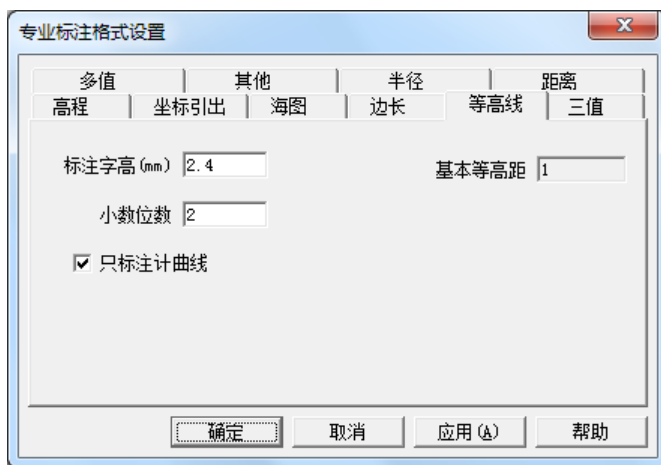 专业标注格式设置
多值 其他 半径 距离
高程 坐标引出 海图 边长 等高线 三值
标注字高(mm) 2.4 基本等高距 1
小数位数 2
只标注计曲线
确定 取消 应用(A) 帮助